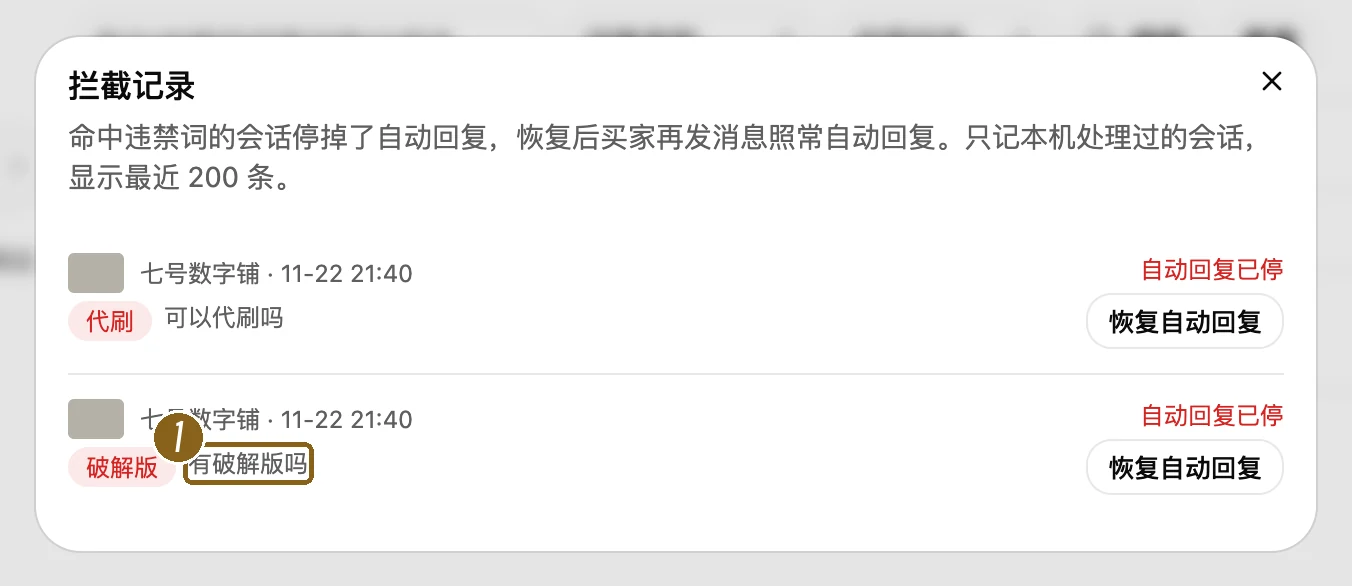 拦截记录
命中违禁词的会话停掉了自动回复，恢复后买家再发消息照常自动回复。只记本机处理过的会话，
显示最近 200 条。
七号数字铺 · 11-22 21:40
自动回复已停
代刷 可以代刷吗
恢复自动回复
七号数字铺 · 11-22 21:40
自动回复已停
1
破解版 有破解版吗
恢复自动回复